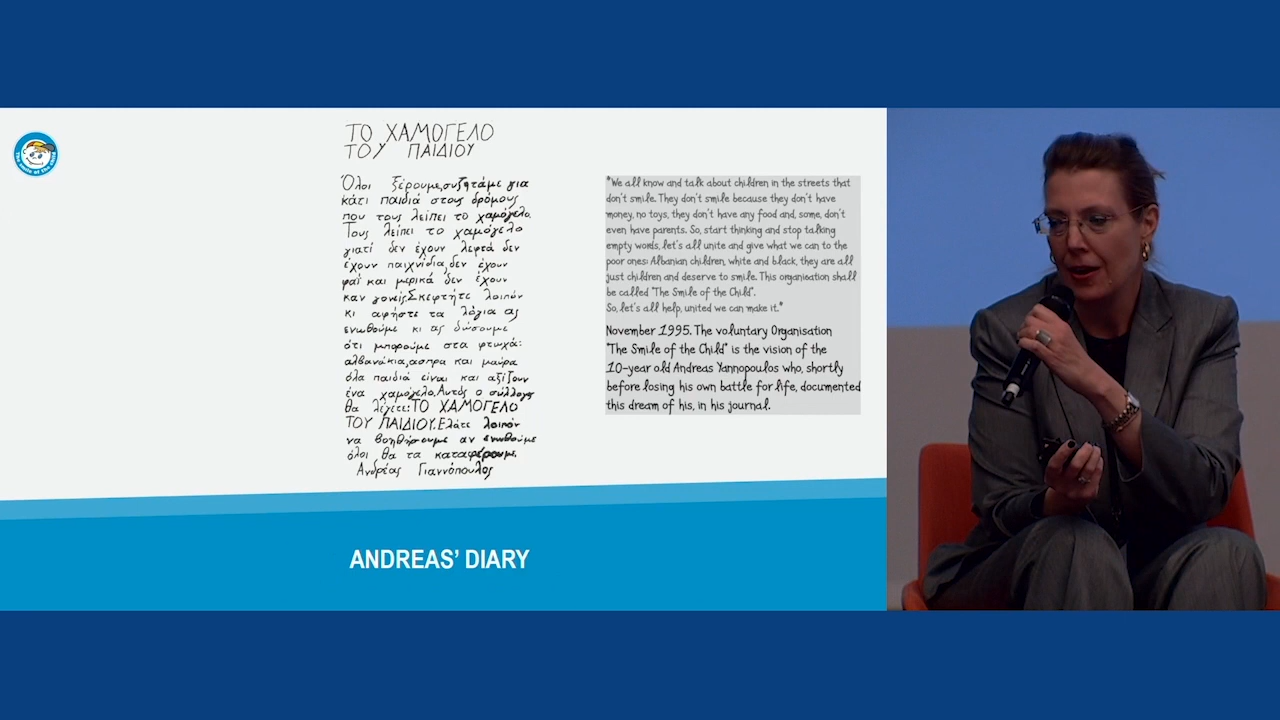 The Smile of the Child
ΤΟ ΧΑΜΟΓΕΛΟ
ΤΟΥ ΠΑΙΔΙΟΥ
Όλοι ξέρουμε,συζητάμε για
κάτι παιδιά στους δρόμους
που τους λείπει το χαμόγελο.
Τους λείπει το χαμόγελο
γιατί δεν έχουν λεφτά δεν
έχουν παιχνίδια,δεν έχουν
φαΐ και μερικά δεν έχουν
καν γονείς.Σκεφτήτε λοιπόν
κι αφήστε τα λόγια ας
ενωθούμε κι ας δώσουμε
ότι μπορούμε στα φτωχά:
αλβανάκια,ασπρα και μαύρα
όλα παιδιά είναι και αξίζουν
ένα χαμόγελο.Αυτός ο σύλλογος
θα λέγετε:ΤΟ ΧΑΜΟΓΕΛΟ
ΤΟΥ ΠΑΙΔΙΟΥ.Ελάτε λοιπόν
να βοηθήσουμε αν ενωθούμε
όλοι θα τα καταφέρουμε.
Ανδρέας Γιαννόπουλος
"We all know and talk about children in the streets that
don't smile. They don't smile because they don't have
money, no toys, they don't have any food and, some, don't
even have parents. So, start thinking and stop talking
empty words, let's all unite and give what we can to the
poor ones: Albanian children, white and black, they are all
just children and deserve to smile. This organisation shall
be called "The Smile of the Child".
So, let's all help, united we can make it."
November 1995. The voluntary Organisation
"The Smile of the Child" is the vision of the
10-year old Andreas Yannopoulos who, shortly
before losing his own battle for life, documented
this dream of his, in his journal.
ANDREAS' DIARY